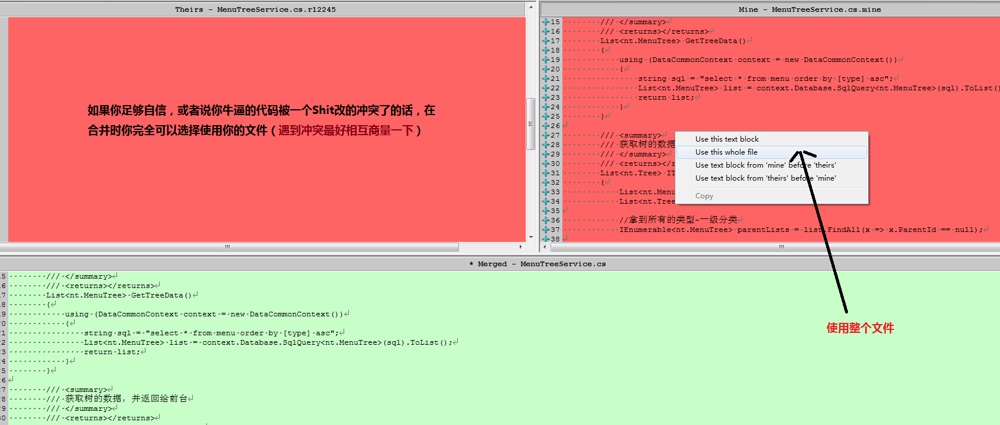 Theirs - MenuTreeService.cs.r12245
如果你足够自信，或者说你牛逼的代码被一个Shit改的冲突了的话，在
合并时你完全可以选择使用你的文件（遇到冲突最好相互商量一下）
Mine - MenuTreeService.cs.mine
15 /// </summary>
16 /// <returns></returns>
17 List<nt.MenuTree> GetTreeData()
18 {
19 using (DataCommonContext context = new DataCommonContext())
20 {
21 string sql = "select * from menu order by [type] asc";
22 List<nt.MenuTree> list = context.Database.SqlQuery<nt.MenuTree>(sql).ToList()
23 return list;
24 }
25 }
26
27 /// <summary>
28 /// 获取树的数据
29 /// </summary>
30 /// <returns></r
31 List<nt.Tree> IT
32 {
33 List<nt.Menu
34 List<nt.Tree
35
36 //拿到所有的类型~一级分类
37 IEnumerable<nt.MenuTree> parentLists = list.FindAll(x => x.ParentId == null);
38
Use this text block
Use this whole file
Use text block from 'mine' before 'theirs'
Use text block from 'theirs' before 'mine'
Copy
使用整个文件
* Merged - MenuTreeService.cs
5 /// </summary>
6 /// <returns></returns>
7 List<nt.MenuTree> GetTreeData()
8 {
9 using (DataCommonContext context = new DataCommonContext())
0 {
1 string sql = "select * from menu order by [type] asc";
2 List<nt.MenuTree> list = context.Database.SqlQuery<nt.MenuTree>(sql).ToList();
3 return list;
4 }
5 }
6
7 /// <summary>
8 /// 获取树的数据，并返回给前台
9 /// </summary>
0 /// <returns></returns>